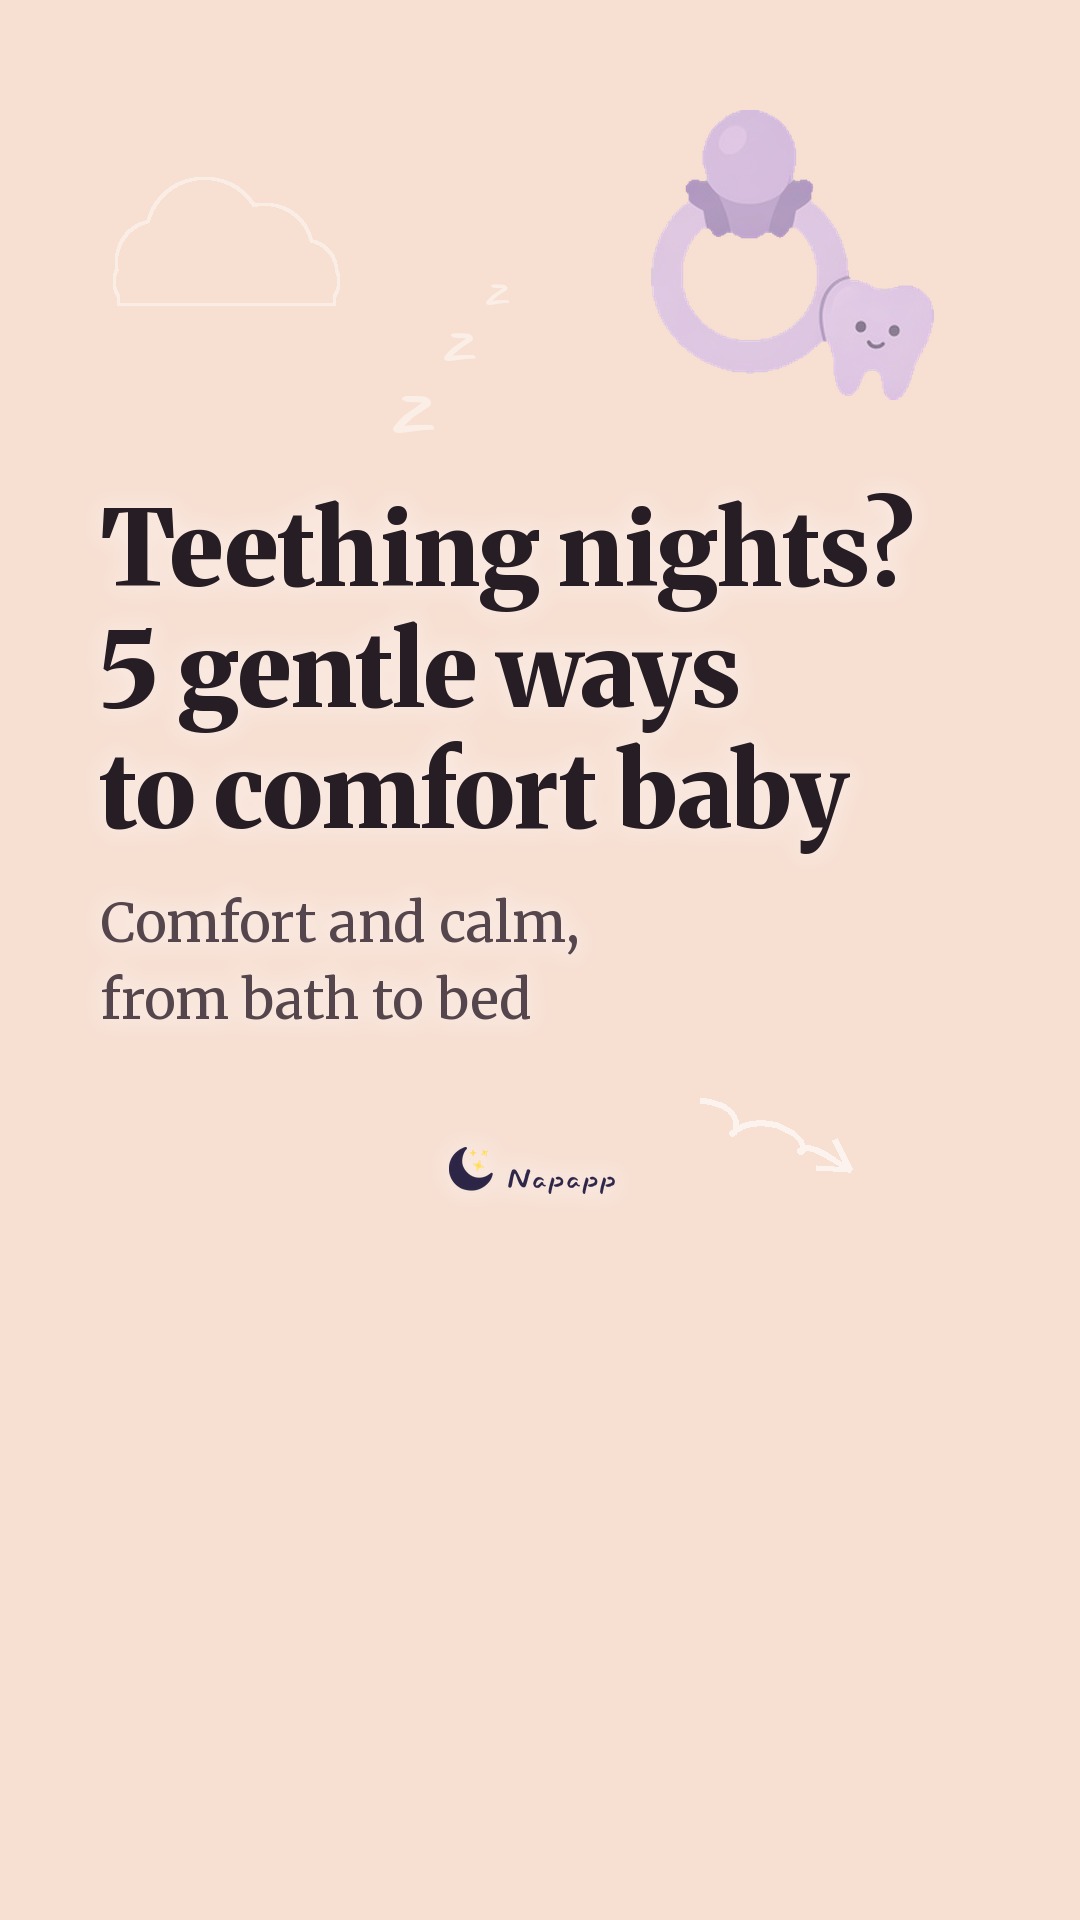 z
z
z
Teething nights?
5 gentle ways
to comfort baby
Comfort and calm,
from bath to bed
Napapp